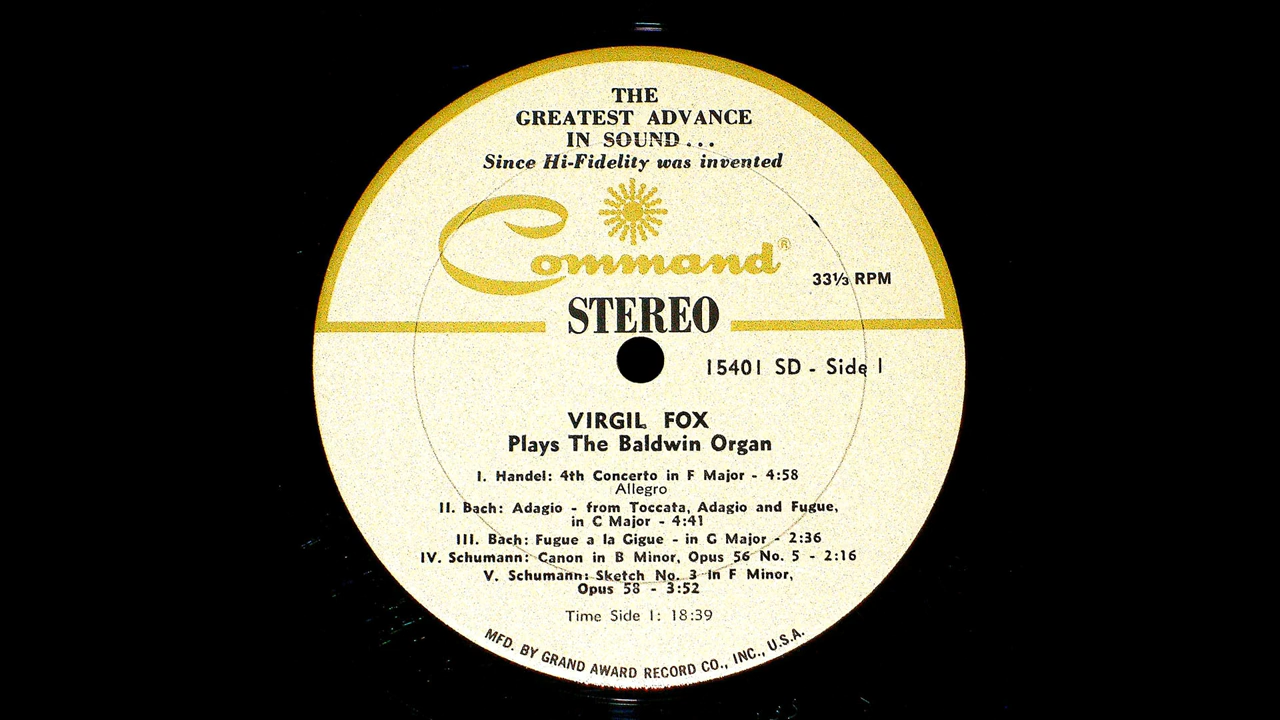 THE
GREATEST ADVANCE
IN SOUND...
Since Hi-Fidelity was invented
Command®
33⅓ RPM
STEREO
15401 SD - Side 1
VIRGIL FOX
Plays The Baldwin Organ
I. Handel: 4th Concerto in F Major - 4:58
Allegro
II. Bach: Adagio - from Toccata, Adagio and Fugue,
in C Major - 4:41
III. Bach: Fugue a la Gigue - in G Major - 2:36
IV. Schumann: Canon in B Minor, Opus 56 No. 5 - 2:16
V. Schumann: Sketch No. 3 in F Minor,
Opus 58 - 3:52
Time Side 1: 18:39
MFD. BY GRAND AWARD RECORD CO., INC., U.S.A.